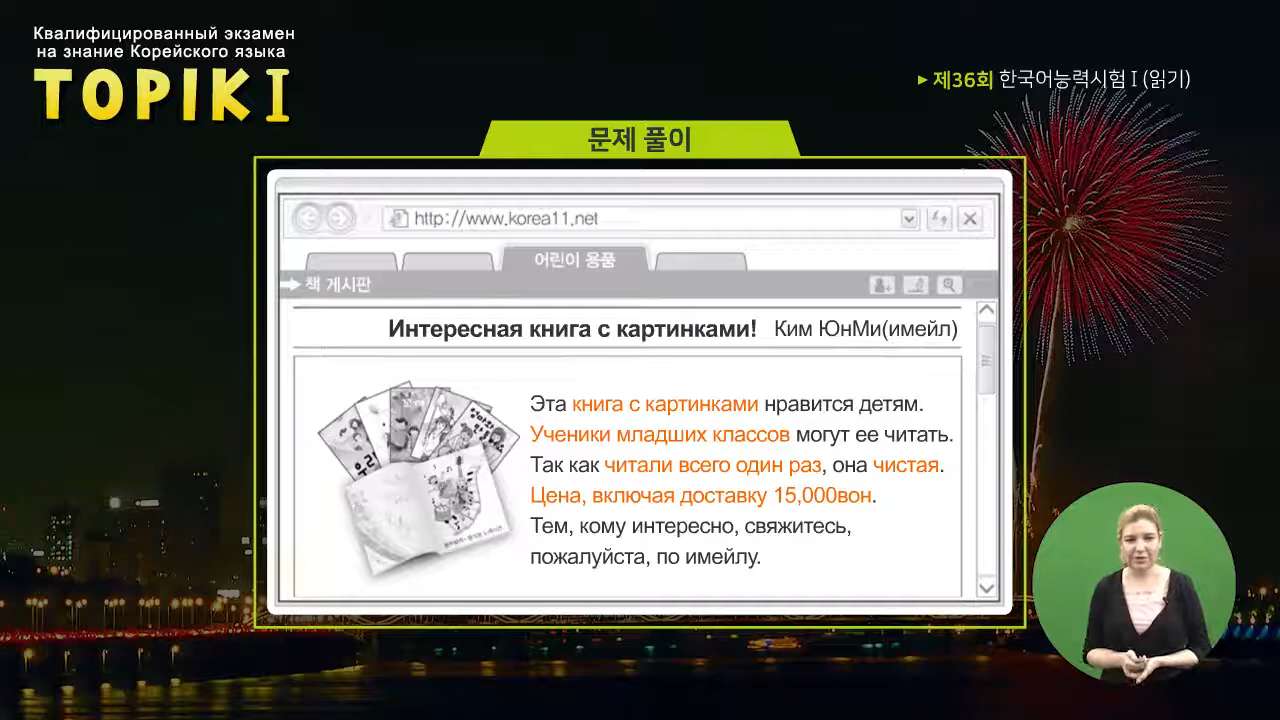 Квалифицированный экзамен
на знание Корейского языка
TOPIK I
▸ 제36회 한국어능력시험 I (읽기)
문제 풀이
http://www.korea11.net
어린이 용품
책 게시판
Интересная книга с картинками! Ким ЮнМи(имейл)
Эта книга с картинками нравится детям.
Ученики младших классов могут ее читать.
Так как читали всего один раз, она чистая.
Цена, включая доставку 15,000вон.
Тем, кому интересно, свяжитесь,
пожалуйста, по имейлу.